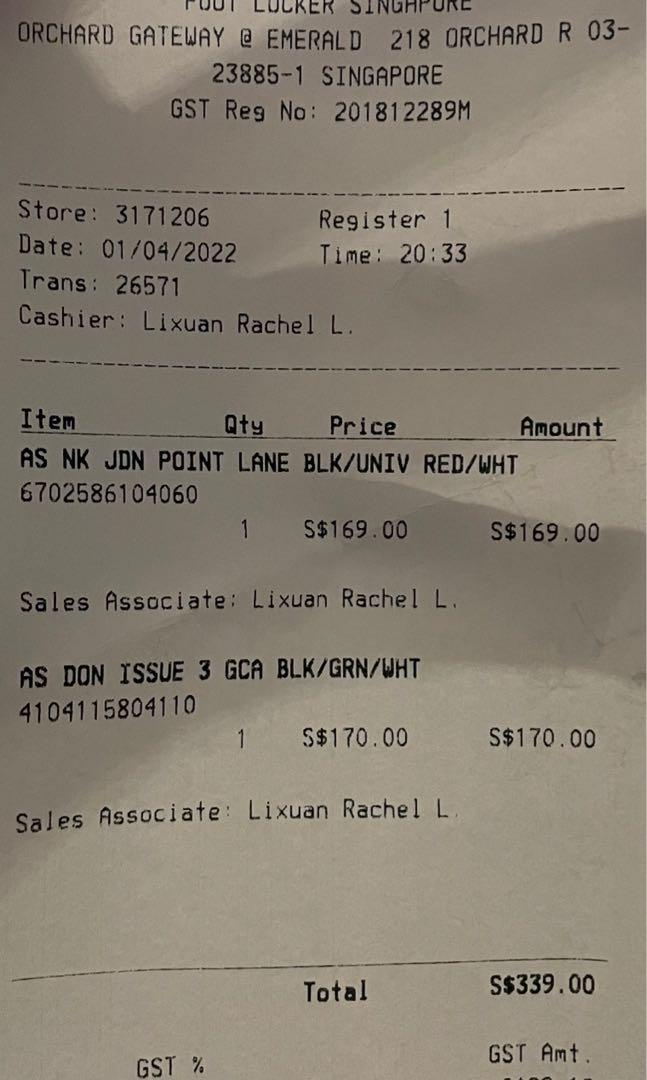 FOOT LOCKER SINGAPORE
ORCHARD GATEWAY @ EMERALD 218 ORCHARD R 03-
23885-1 SINGAPORE
GST Reg No: 201812289M
Store: 3171206 Register 1
Date: 01/04/2022 Time: 20:33
Trans: 26571
Cashier: Lixuan Rachel L.
Item Qty Price Amount
AS NK JDN POINT LANE BLK/UNIV RED/WHT
6702586104060
1 S$169.00 S$169.00
Sales Associate: Lixuan Rachel L.
AS DON ISSUE 3 GCA BLK/GRN/WHT
4104115804110
1 S$170.00 S$170.00
Sales Associate: Lixuan Rachel L.
Total S$339.00
GST % GST Amt.